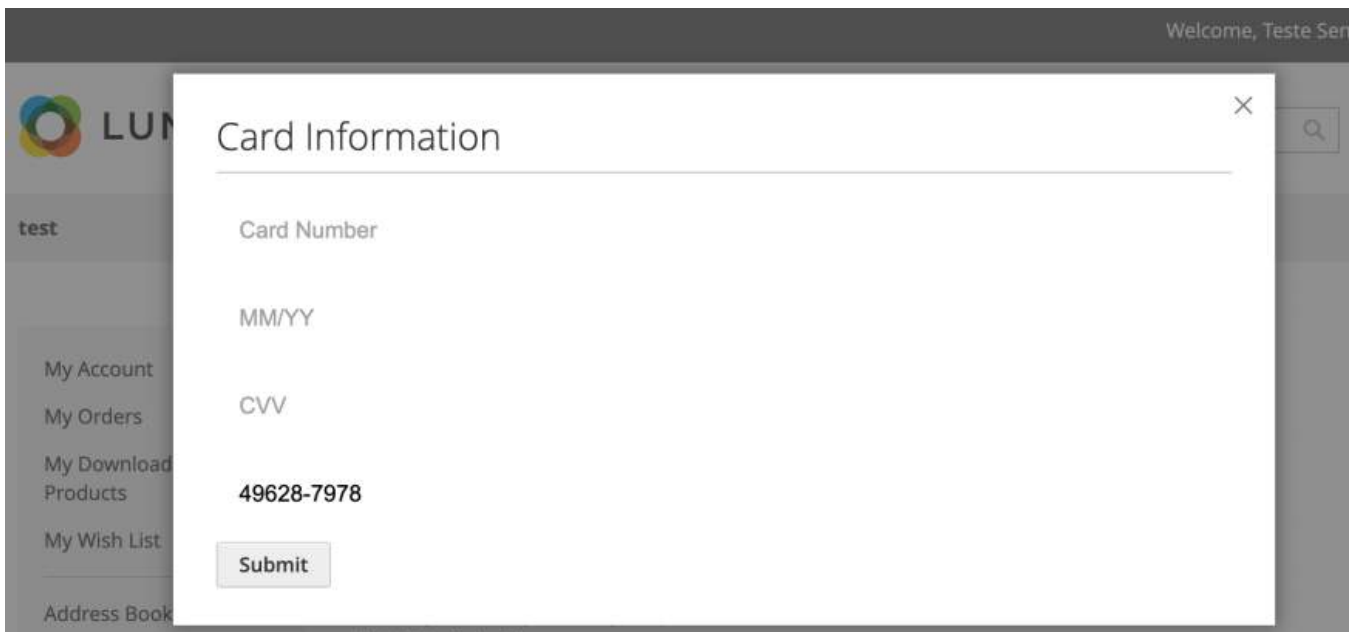 Welcome, Teste Ser
LUN
Card Information
test
Card Number
MM/YY
My Account
CVV
My Orders
My Download
Products
49628-7978
My Wish List
Submit
Address Book